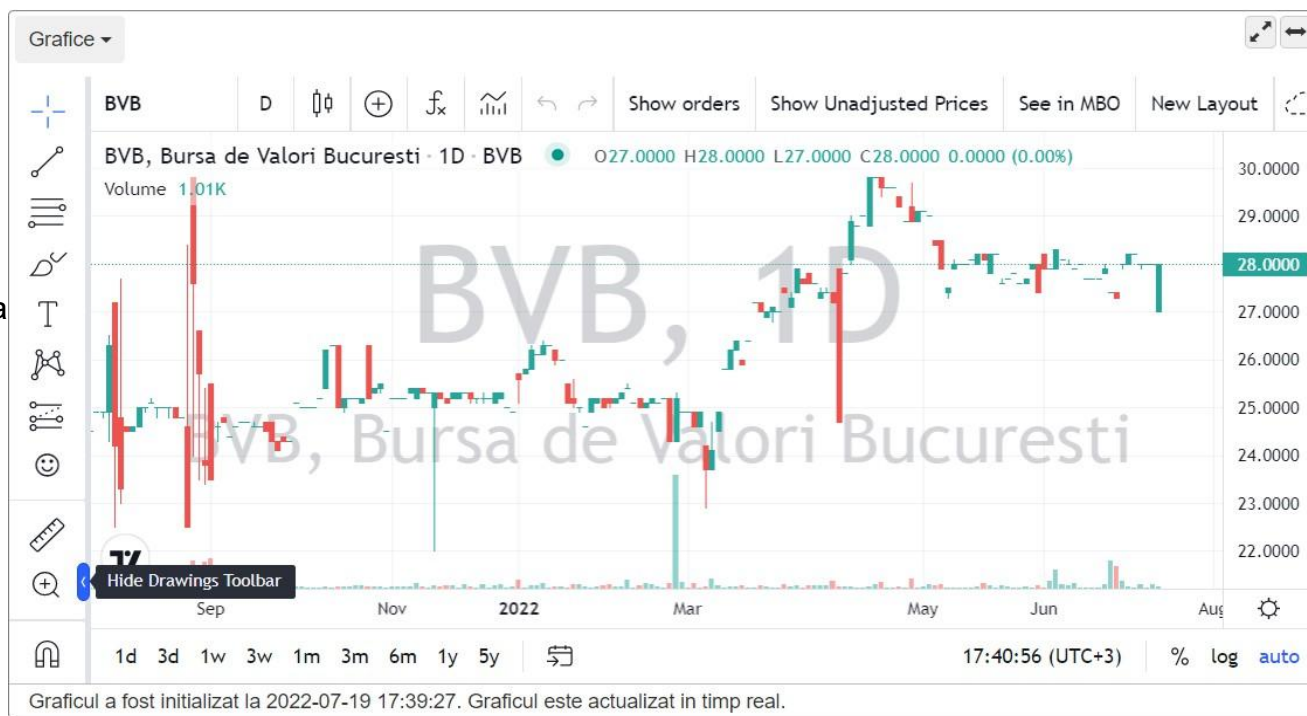 Grafice
BVB D Show orders Show Unadjusted Prices See in MBO New Layout
BVB, Bursa de Valori Bucuresti · 1D · BVB O27.0000 H28.0000 L27.0000 C28.0000 0.0000 (0.00%)
Volume 1.01K
30.0000
29.0000
28.0000
27.0000
26.0000
25.0000
24.0000
23.0000
22.0000
BVB, 1D
BVB, Bursa de Valori Bucuresti
a
T
Hide Drawings Toolbar
Sep Nov 2022 Mar May Jun Aug
1d 3d 1w 3w 1m 3m 6m 1y 5y 17:40:56 (UTC+3) % log auto
Graficul a fost initializat la 2022-07-19 17:39:27. Graficul este actualizat in timp real.